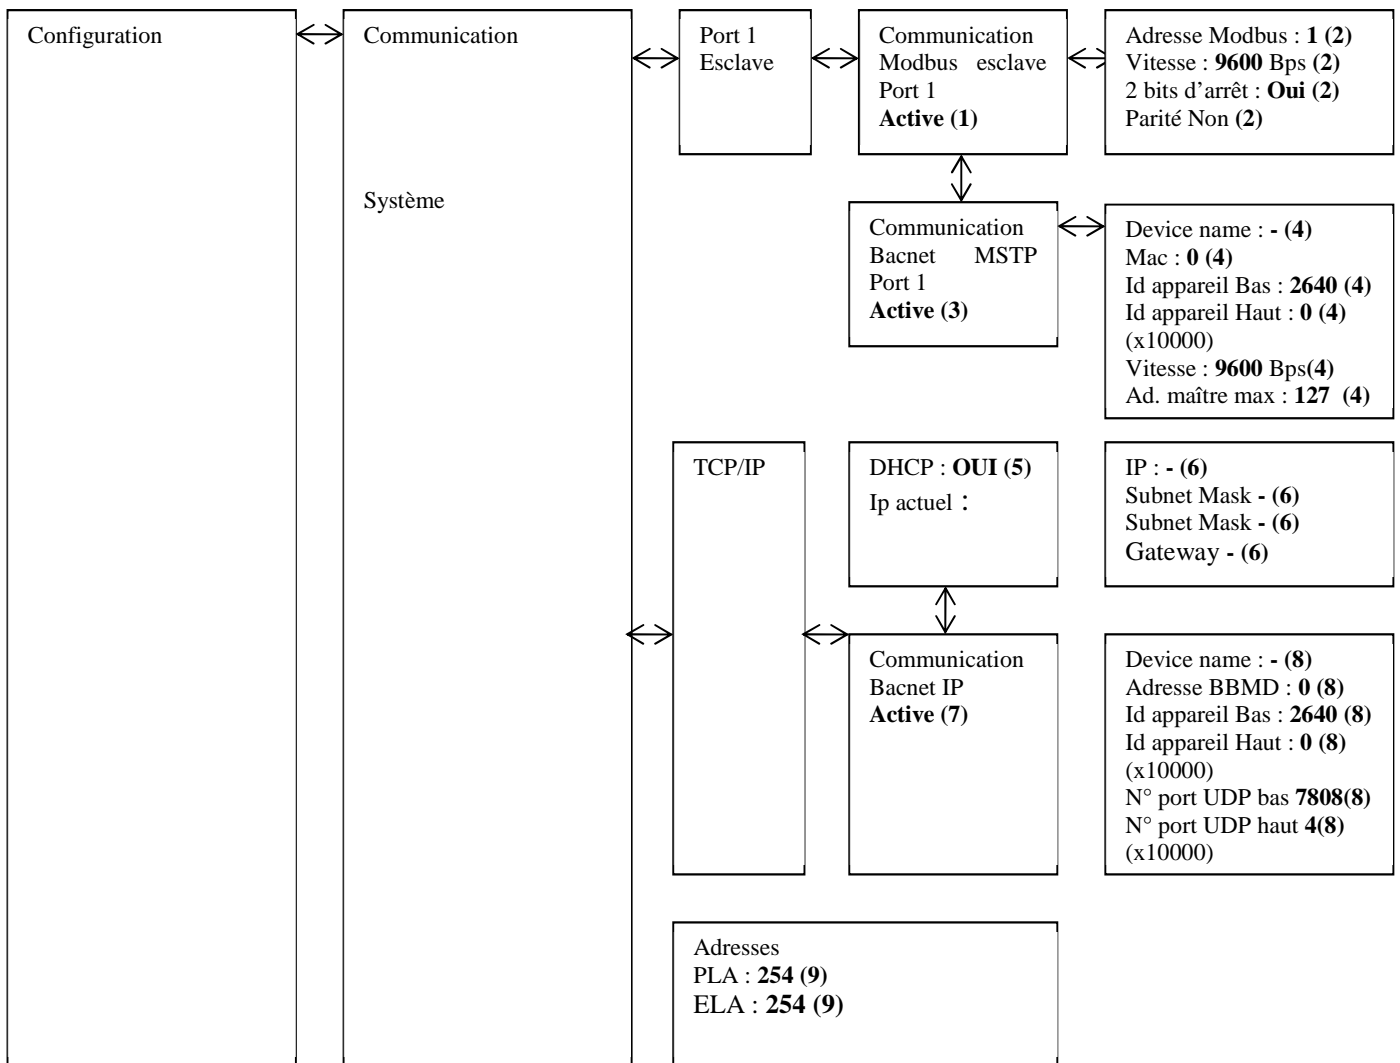 Configuration
Communication
Système
Port 1
Esclave
Communication
Modbus esclave
Port 1
Active (1)
Adresse Modbus : 1 (2)
Vitesse : 9600 Bps (2)
2 bits d'arrêt : Oui (2)
Parité Non (2)
Communication
Bacnet MSTP
Port 1
Active (3)
Device name : - (4)
Mac : 0 (4)
Id appareil Bas : 2640 (4)
Id appareil Haut : 0 (4)
(x10000)
Vitesse : 9600 Bps(4)
Ad. maître max : 127 (4)
TCP/IP
DHCP : OUI (5)
Ip actuel :
IP : - (6)
Subnet Mask - (6)
Subnet Mask - (6)
Gateway - (6)
Communication
Bacnet IP
Active (7)
Device name : - (8)
Adresse BBMD : 0 (8)
Id appareil Bas : 2640 (8)
Id appareil Haut : 0 (8)
(x10000)
N° port UDP bas 7808(8)
N° port UDP haut 4(8)
(x10000)
Adresses
PLA : 254 (9)
ELA : 254 (9)